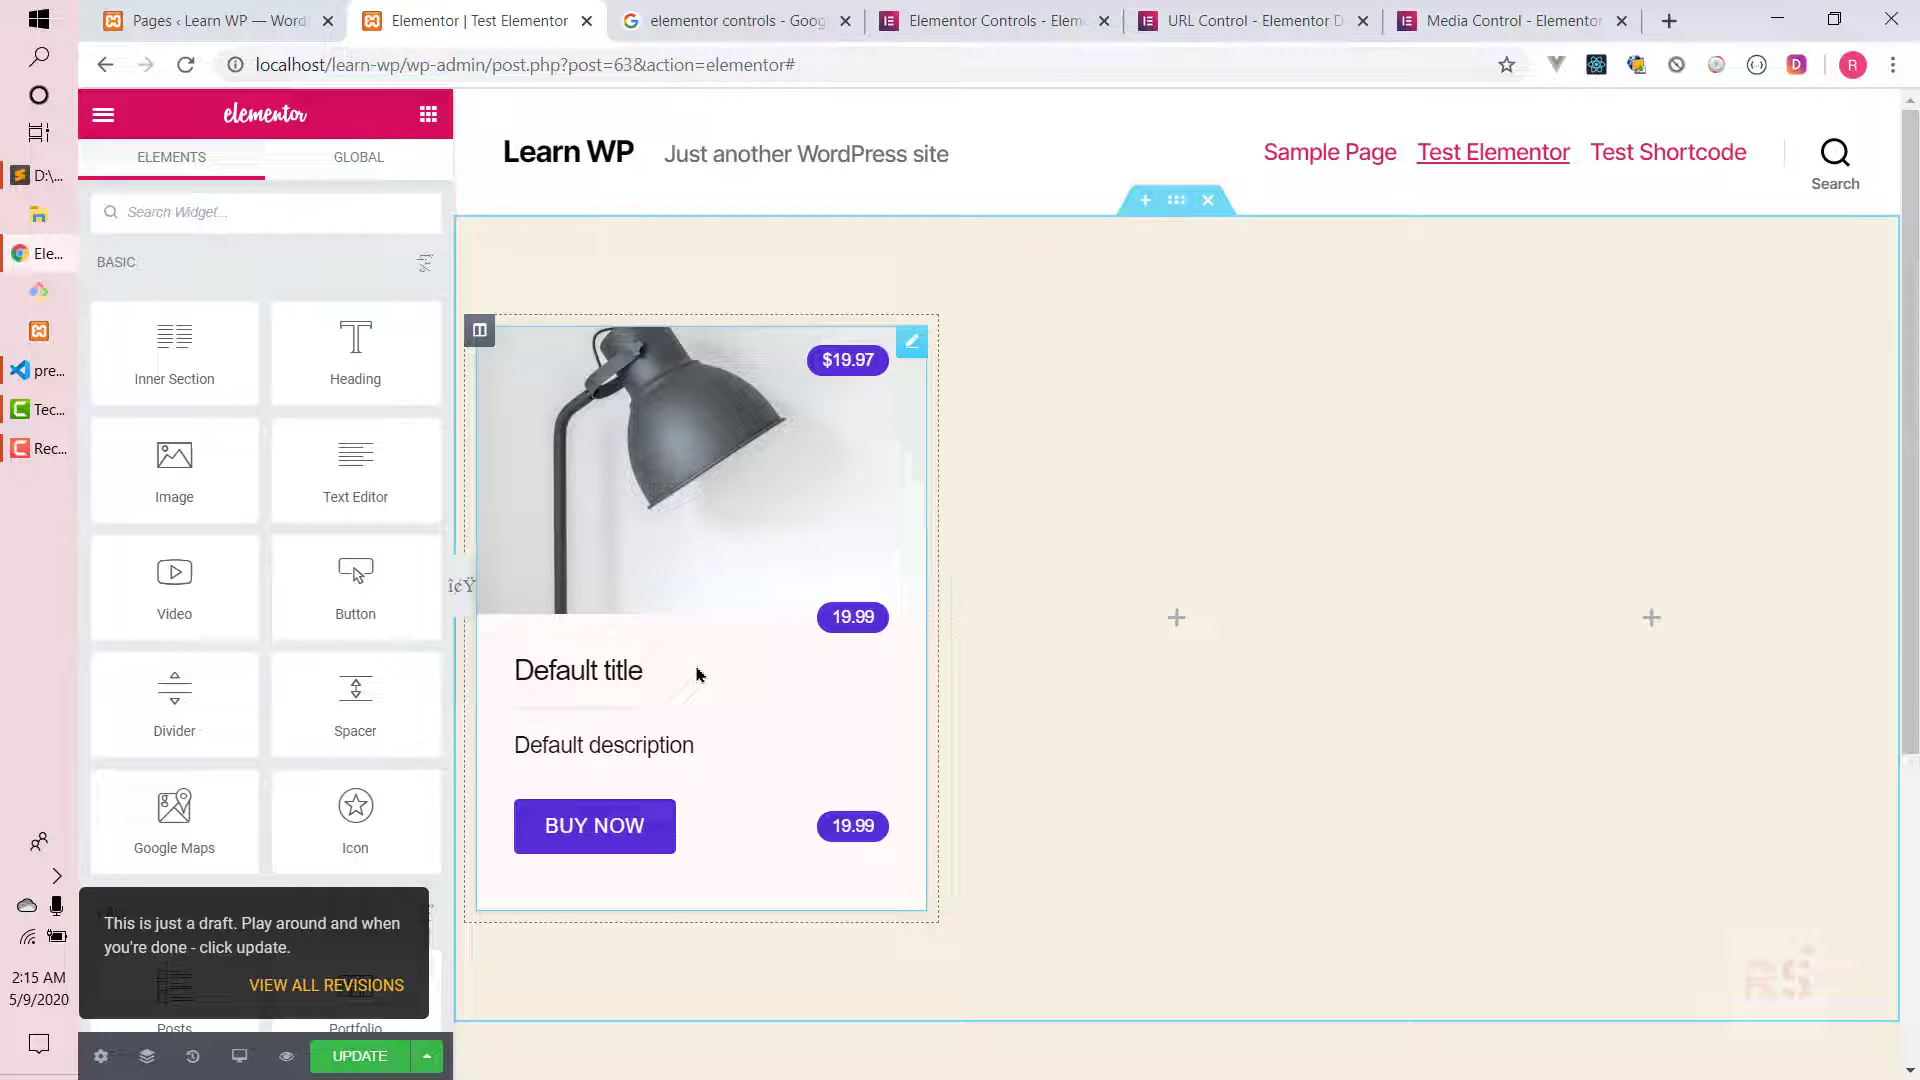 Pages ‹ Learn WP — Word
Elementor | Test Elementor
elementor controls - Goog
Elementor Controls - Elem
URL Control - Elementor D
Media Control - Elementor
localhost/learn-wp/wp-admin/post.php?post=63&action=elementor#
R
D:\...
Ele...
pre...
Tec...
Rec...
2:15 AM
5/9/2020
elementor
ELEMENTS
GLOBAL
Search Widget...
BASIC
Inner Section
Heading
Image
Text Editor
Video
Button
Divider
Spacer
Google Maps
Icon
This is just a draft. Play around and when
you're done - click update.
VIEW ALL REVISIONS
Posts
Portfolio
UPDATE
Learn WP
Just another WordPress site
Sample Page
Test Elementor
Test Shortcode
Search
$19.97
19.99
Default title
Default description
BUY NOW
19.99
RS